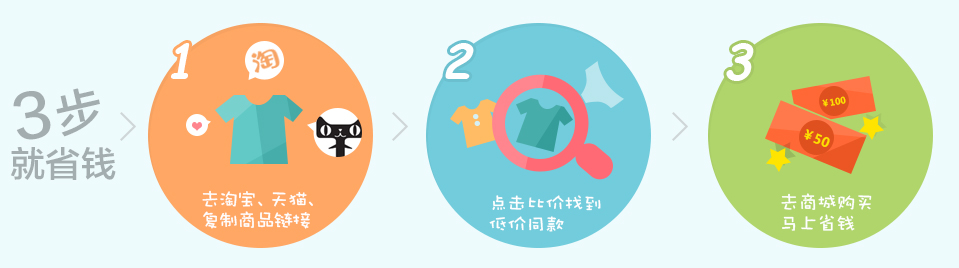 3步
就省钱
1
淘
去淘宝、天猫、
复制商品链接
2
点击比价找到
低价同款
3
¥100
¥50
去商城购买
马上省钱